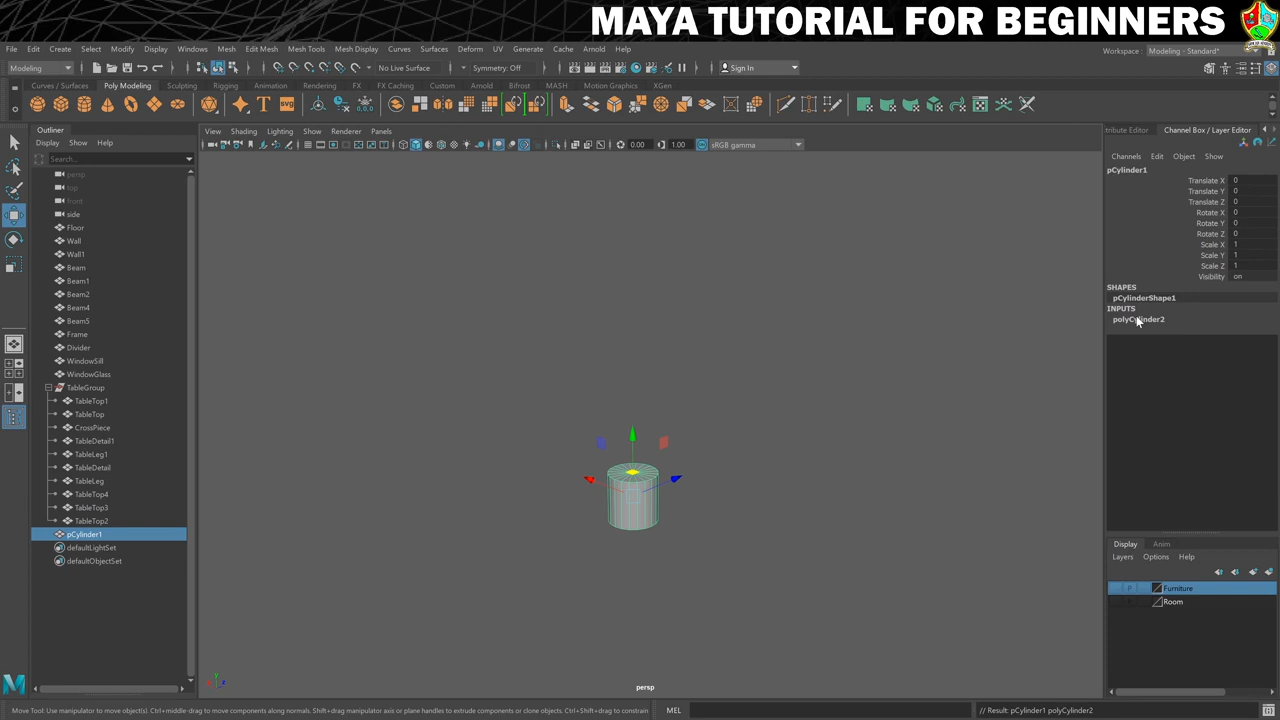 MAYA TUTORIAL FOR BEGINNERS
File Edit Create Select Modify Display Windows Mesh Edit Mesh Mesh Tools Mesh Display Curves Surfaces Deform UV Generate Cache Arnold Help
Workspace : Modeling - Standard*
Modeling No Live Surface Symmetry: Off Sign In
Curves / Surfaces Poly Modeling Sculpting Rigging Animation Rendering FX FX Caching Custom Arnold Bifrost MASH Motion Graphics XGen
Outliner
Display Show Help
Search...
persp
top
front
side
Floor
Wall
Wall1
Beam
Beam1
Beam2
Beam4
Beam5
Frame
Divider
WindowSill
WindowGlass
TableGroup
TableTop1
TableTop
CrossPiece
TableDetail1
TableLeg1
TableDetail
TableLeg
TableTop4
TableTop3
TableTop2
pCylinder1
defaultLightSet
defaultObjectSet
View Shading Lighting Show Renderer Panels
0.00 1.00 sRGB gamma
persp
tribute Editor Channel Box / Layer Editor
Channels Edit Object Show
pCylinder1
Translate X 0
Translate Y 0
Translate Z 0
Rotate X 0
Rotate Y 0
Rotate Z 0
Scale X 1
Scale Y 1
Scale Z 1
Visibility on
SHAPES
pCylinderShape1
INPUTS
polyCylinder2
Display Anim
Layers Options Help
P Furniture
P Room
Move Tool: Use manipulator to move object(s). Ctrl+middle-drag to move components along normals. Shift+drag manipulator axis or plane handles to extrude components or clone objects. Ctrl+Shift+drag to constrain
MEL
// Result: pCylinder1 polyCylinder2